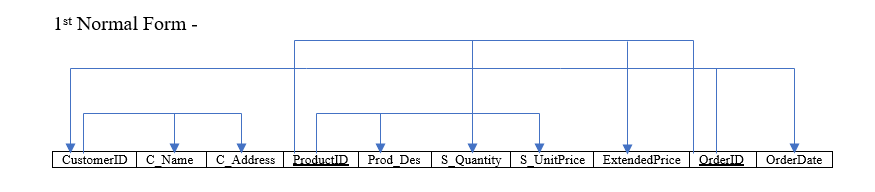 1st Normal Form -
CustomerID C_Name C_Address ProductID Prod_Des S_Quantity S_UnitPrice ExtendedPrice OrderID OrderDate